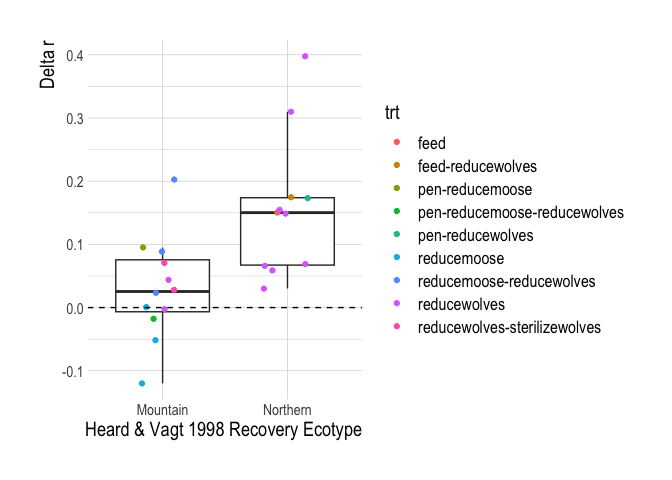 Delta r
0.4
0.3
0.2
0.1
0.0
-0.1
Mountain
Northern
Heard & Vagt 1998 Recovery Ecotype
trt
feed
feed-reducewolves
pen-reducemoose
pen-reducemoose-reducewolves
pen-reducewolves
reducemoose
reducemoose-reducewolves
reducewolves
reducewolves-sterilizewolves